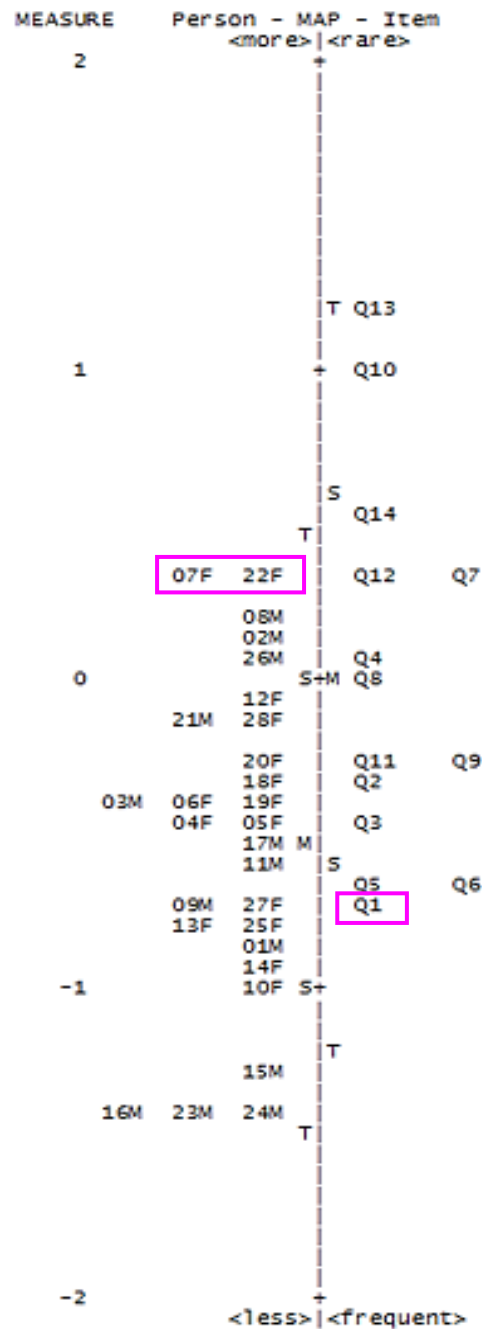 MEASURE Person - MAP - Item
<more>|<rare>
2 +
|
|
|
|
|
|
|
|
|
|
|
|T Q13
|
|
1 + Q10
|
|
|
|
|
|S
| Q14
T|
|
07F 22F | Q12 Q7
|
08M |
02M |
26M | Q4
0 S+M Q8
12F |
21M 28F |
|
20F | Q11 Q9
18F | Q2
03M 06F 19F |
04F 05F | Q3
17M M|
11M |S
| Q5 Q6
09M 27F | Q1
13F 25F |
01M |
14F |
-1 10F S+
|
|
|T
15M |
|
16M 23M 24M |
T|
|
|
|
|
|
|
|
-2 +
<less>|<frequent>